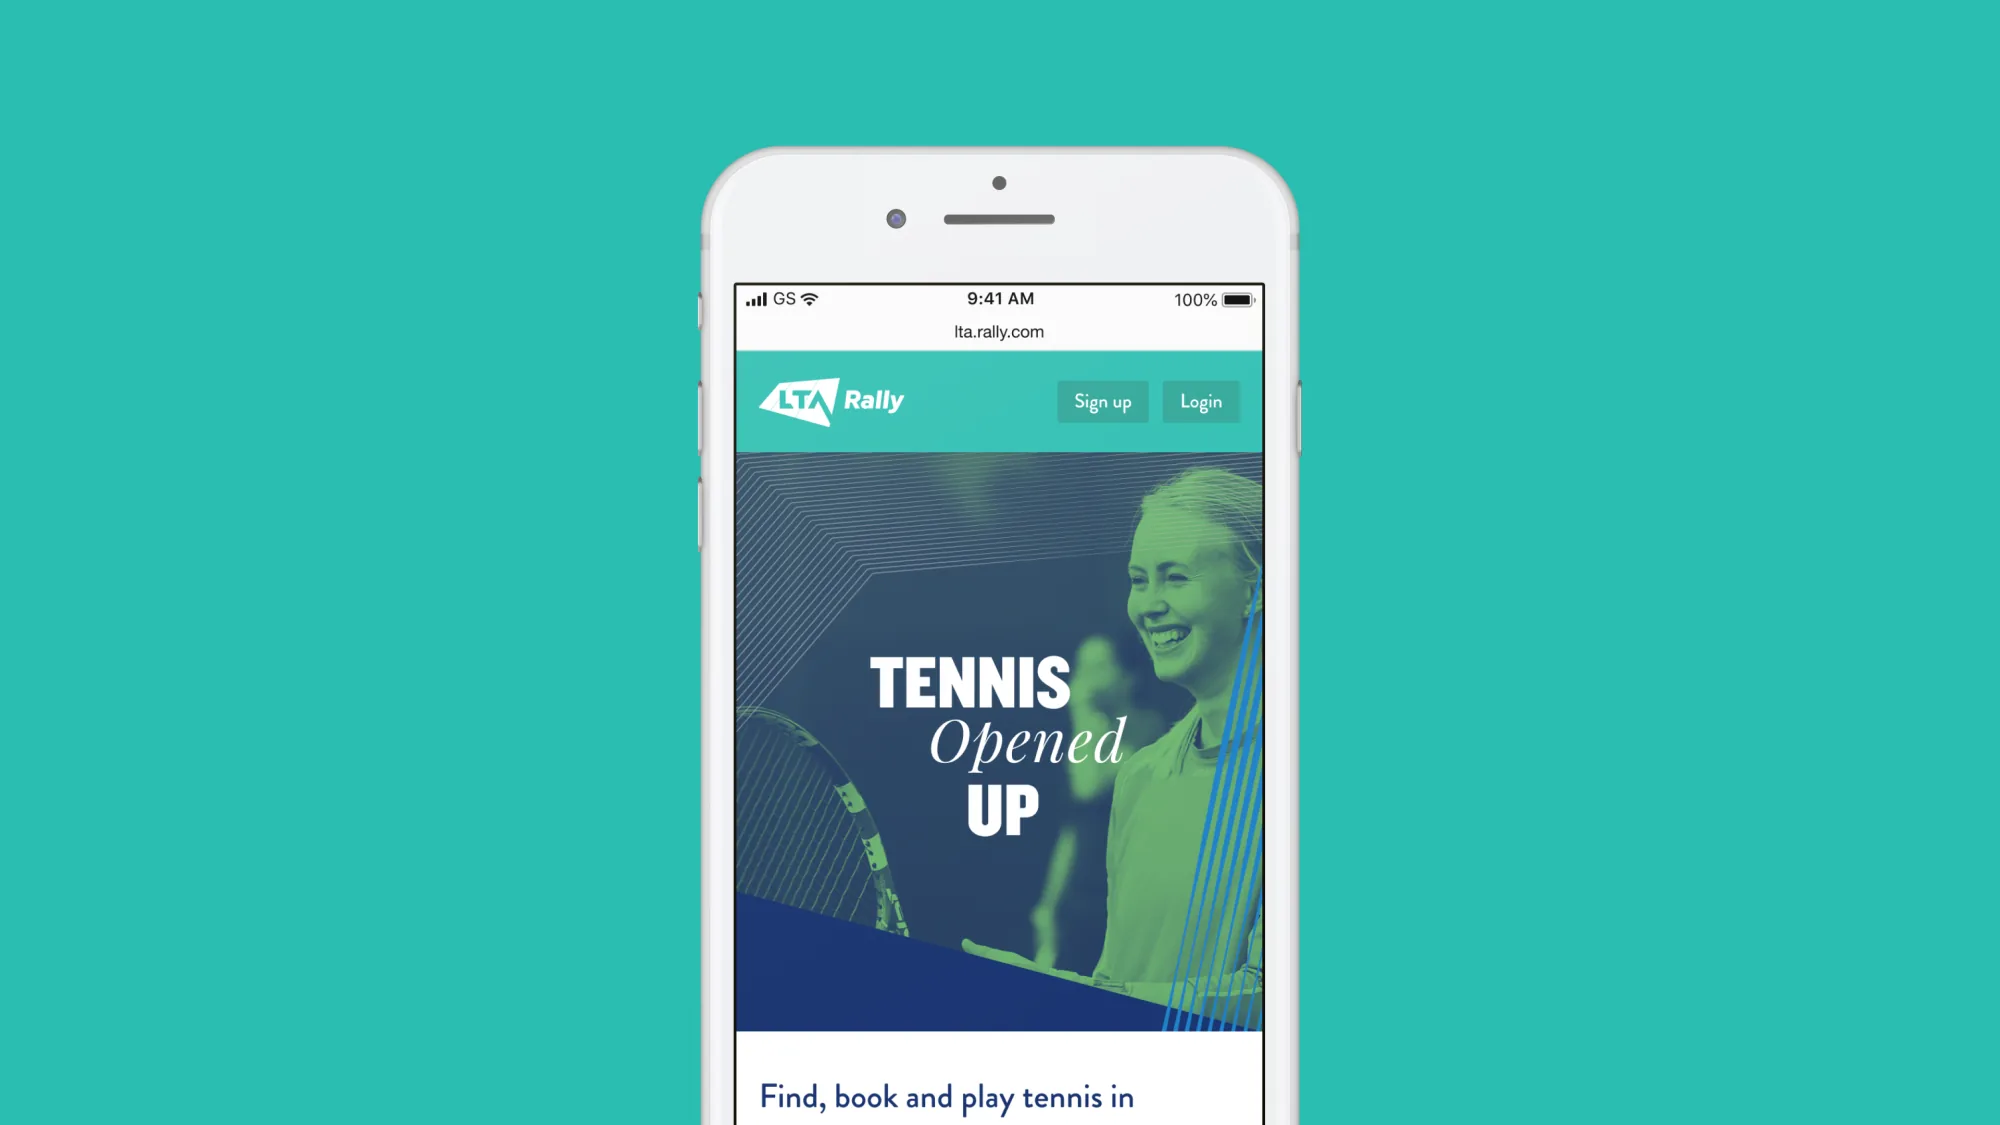 GS
9:41 AM
100%
lta.rally.com
LTA Rally
Sign up
Login
TENNIS
Opened
UP
Find, book and play tennis in